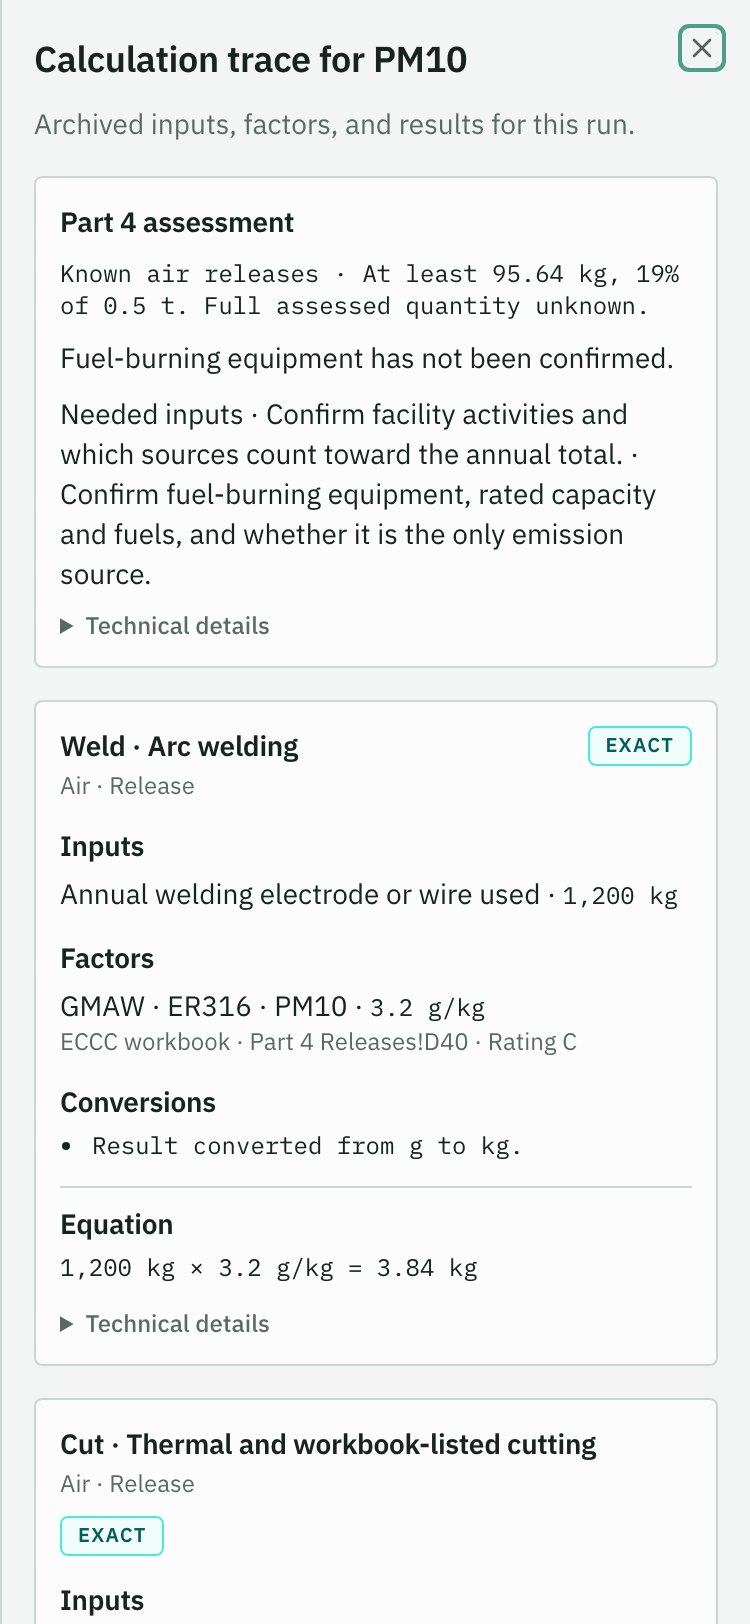 Calculation trace for PM10
Archived inputs, factors, and results for this run.
Part 4 assessment
Known air releases · At least 95.64 kg, 19%
of 0.5 t. Full assessed quantity unknown.
Fuel-burning equipment has not been confirmed.
Needed inputs · Confirm facility activities and
which sources count toward the annual total. ·
Confirm fuel-burning equipment, rated capacity
and fuels, and whether it is the only emission
source.
Technical details
Weld · Arc welding
EXACT
Air · Release
Inputs
Annual welding electrode or wire used · 1,200 kg
Factors
GMAW · ER316 · PM10 · 3.2 g/kg
ECCC workbook · Part 4 Releases!D40 · Rating C
Conversions
• Result converted from g to kg.
Equation
1,200 kg × 3.2 g/kg = 3.84 kg
Technical details
Cut · Thermal and workbook-listed cutting
Air · Release
EXACT
Inputs